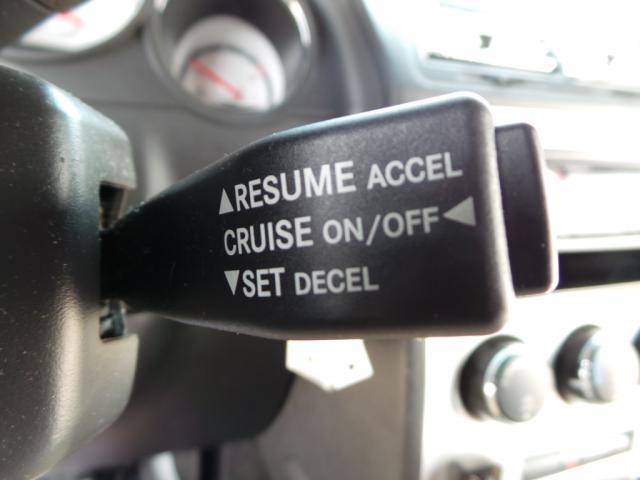 ▲RESUME ACCEL
CRUISE ON/OFF◀
▼SET DECEL